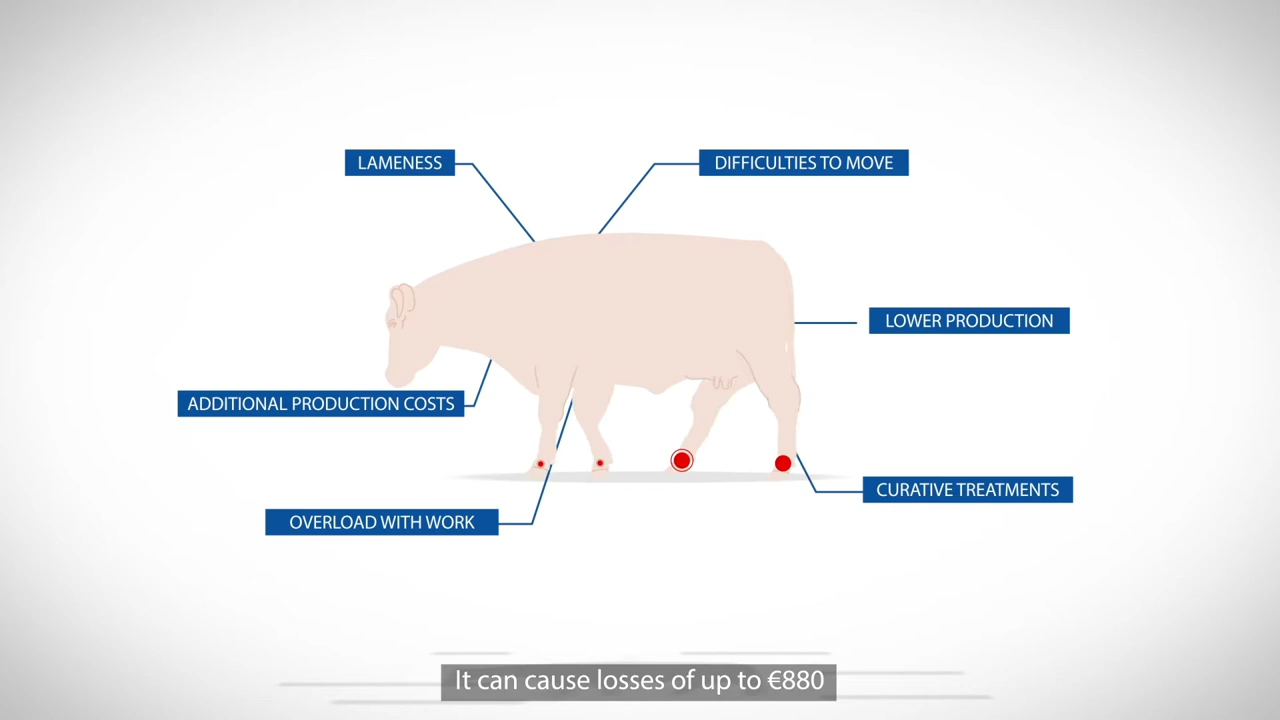 LAMENESS
DIFFICULTIES TO MOVE
LOWER PRODUCTION
ADDITIONAL PRODUCTION COSTS
CURATIVE TREATMENTS
OVERLOAD WITH WORK
It can cause losses of up to €880